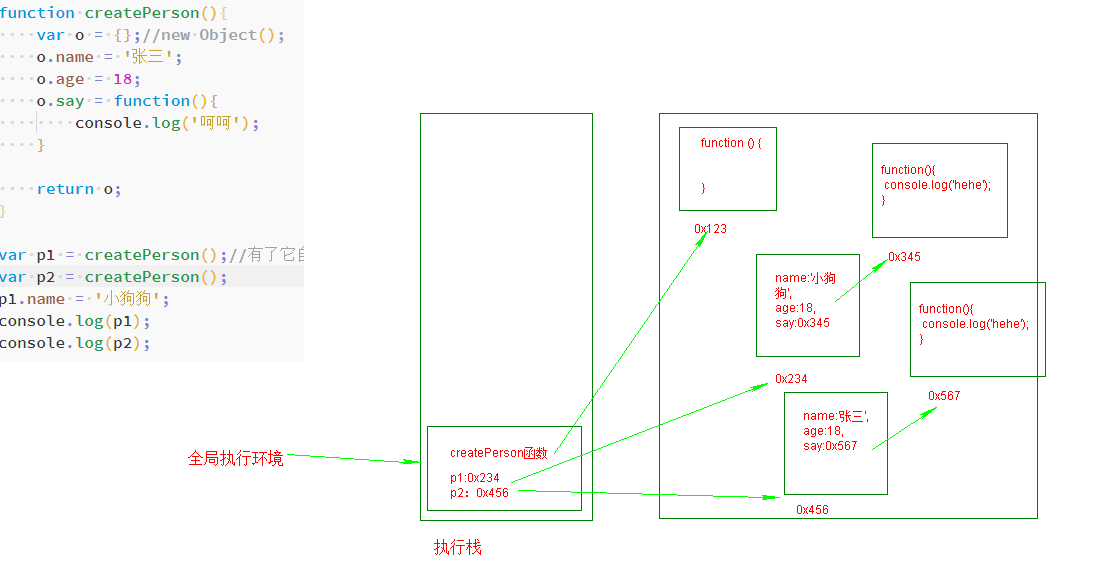 function createPerson(){
var o = {};//new Object();
o.name = '张三';
o.age = 18;
o.say = function(){
console.log('呵呵');
}
return o;
}
var p1 = createPerson();//有了它自
var p2 = createPerson();
p1.name = '小狗狗';
console.log(p1);
console.log(p2);
全局执行环境
createPerson函数
p1:0x234
p2：0x456
执行栈
function () {
}
0x123
function(){
console.log('hehe');
}
0x345
name:'小狗
狗',
age:18,
say:0x345
0x234
function(){
console.log('hehe');
}
0x567
name:'张三',
age:18,
say:0x567
0x456